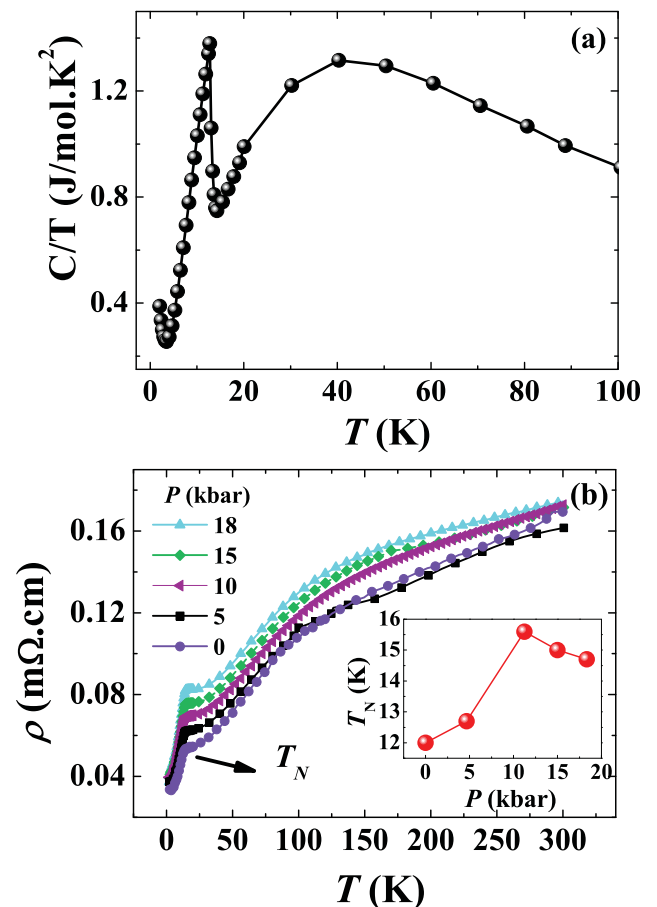 (a)
C/T (J/mol.K²)
1.2
0.8
0.4
0 20 40 60 80 100
T (K)
(b)
P (kbar)
18
15
10
5
0
ρ (mΩ.cm)
0.16
0.12
0.08
0.04
T_N
16
15
14
13
12
T_N (K)
0 5 10 15 20
P (kbar)
0 50 100 150 200 250 300
T (K)